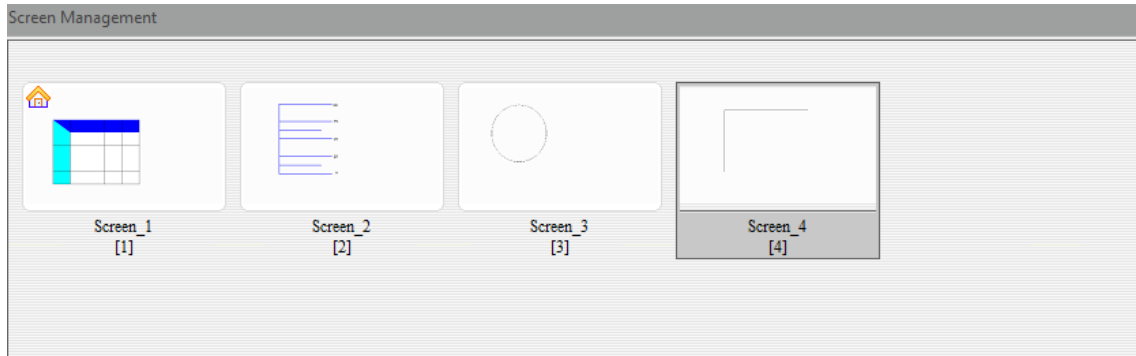 Screen Management
Screen_1
[1]
Screen_2
[2]
Screen_3
[3]
Screen_4
[4]